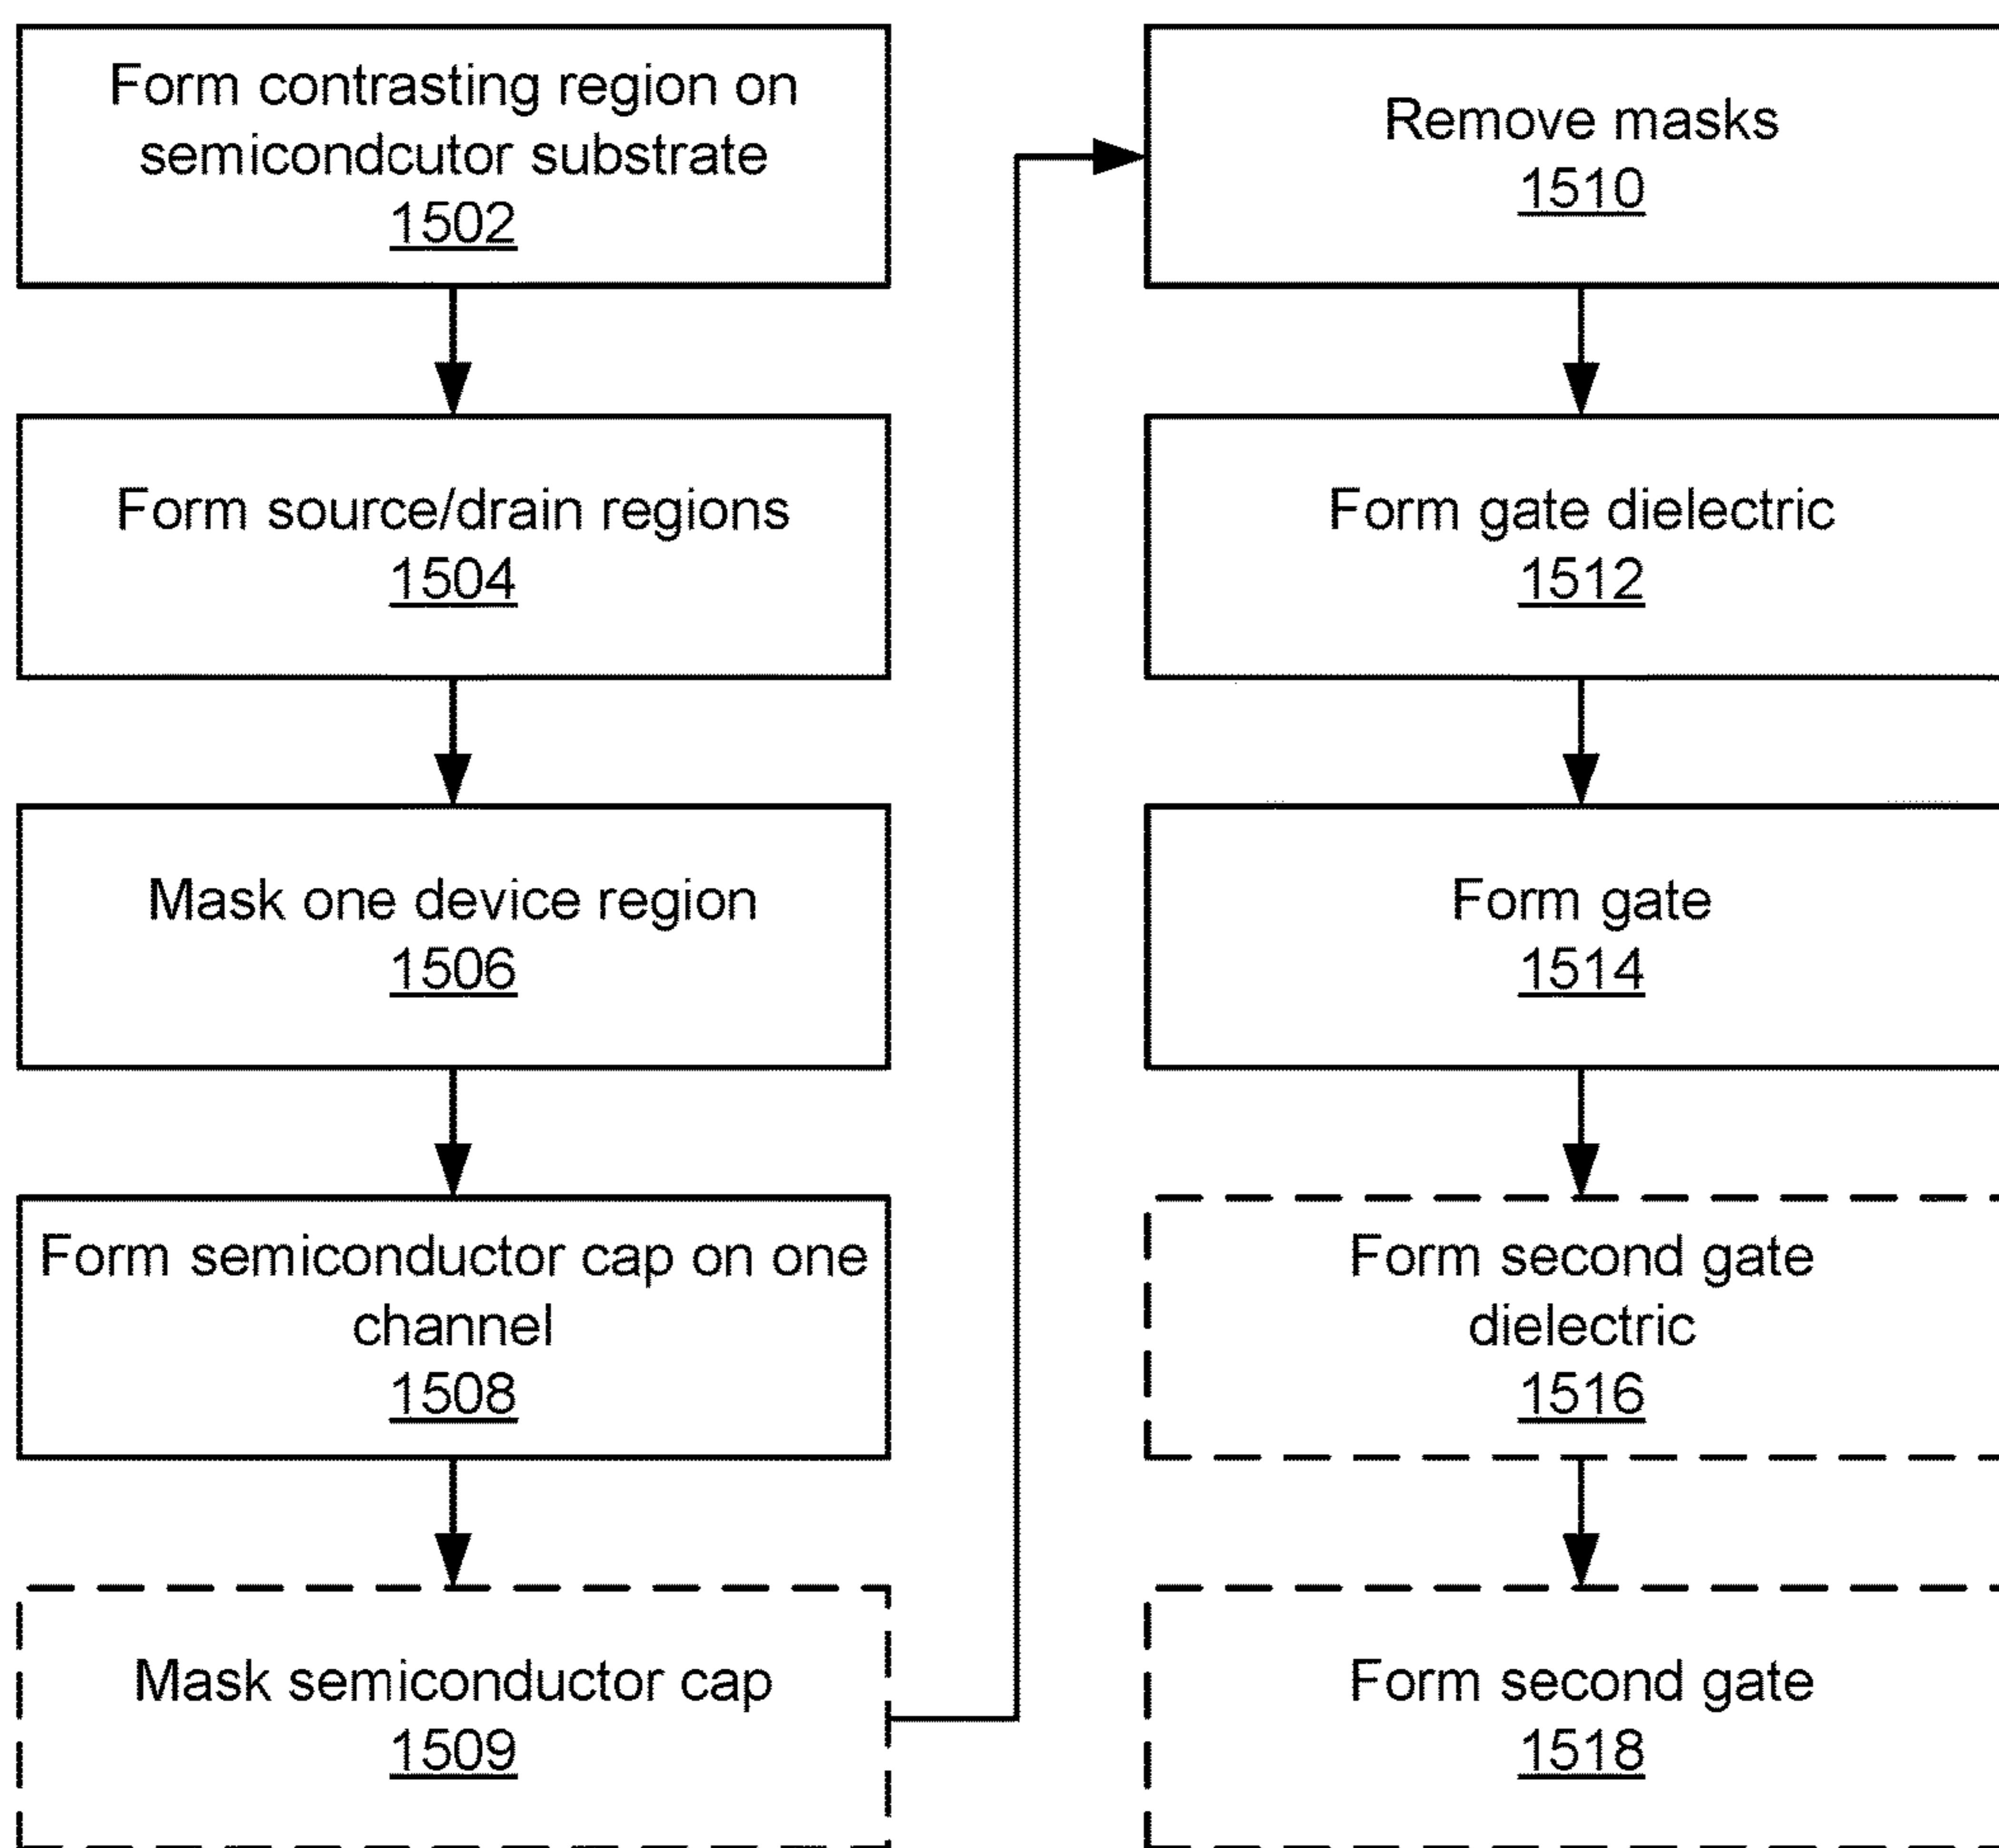 Form contrasting region on
semicondcutor substrate
1502
Form source/drain regions
1504
Mask one device region
1506
Form semiconductor cap on one
channel
1508
Mask semiconductor cap
1509
Remove masks
1510
Form gate dielectric
1512
Form gate
1514
Form second gate
dielectric
1516
Form second gate
1518